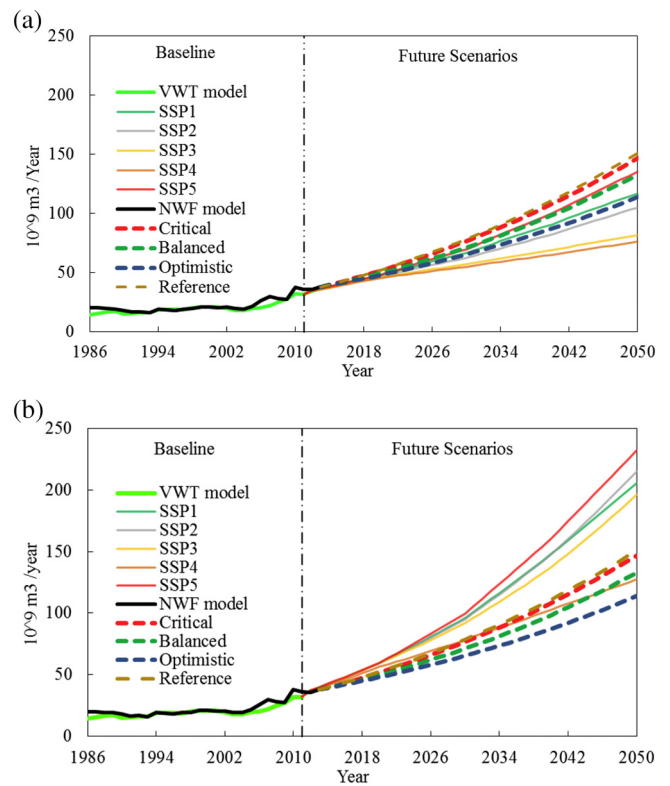 (a)
250
200
150
100
50
0
10^9 m3 /Year
Baseline
Future Scenarios
VWT model
SSP1
SSP2
SSP3
SSP4
SSP5
NWF model
Critical
Balanced
Optimistic
Reference
1986 1994 2002 2010 2018 2026 2034 2042 2050
Year
(b)
250
200
150
100
50
0
10^9 m3 /year
Baseline
Future Scenarios
VWT model
SSP1
SSP2
SSP3
SSP4
SSP5
NWF model
Critical
Balanced
Optimistic
Reference
1986 1994 2002 2010 2018 2026 2034 2042 2050
Year